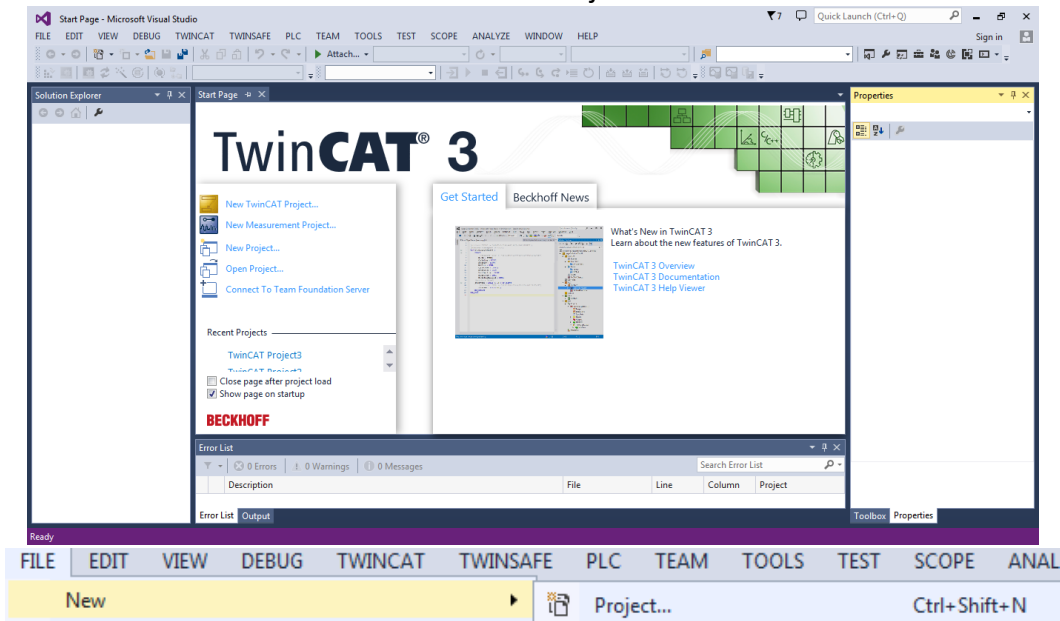 Start Page - Microsoft Visual Studio
7
Quick Launch (Ctrl+Q)
FILE EDIT VIEW DEBUG TWINCAT TWINSAFE PLC TEAM TOOLS TEST SCOPE ANALYZE WINDOW HELP
Sign in
Attach...
Solution Explorer
Start Page
Properties
TwinCAT® 3
C/C++
New TwinCAT Project...
New Measurement Project...
New Project...
Open Project...
Connect To Team Foundation Server
Recent Projects
TwinCAT Project3
Close page after project load
Show page on startup
BECKHOFF
Get Started Beckhoff News
What's New in TwinCAT 3
Learn about the new features of TwinCAT 3.
TwinCAT 3 Overview
TwinCAT 3 Documentation
TwinCAT 3 Help Viewer
Error List
0 Errors 0 Warnings 0 Messages
Search Error List
Description File Line Column Project
Error List Output
Toolbox Properties
Ready
FILE EDIT VIEW DEBUG TWINCAT TWINSAFE PLC TEAM TOOLS TEST SCOPE ANAL
New Project... Ctrl+Shift+N